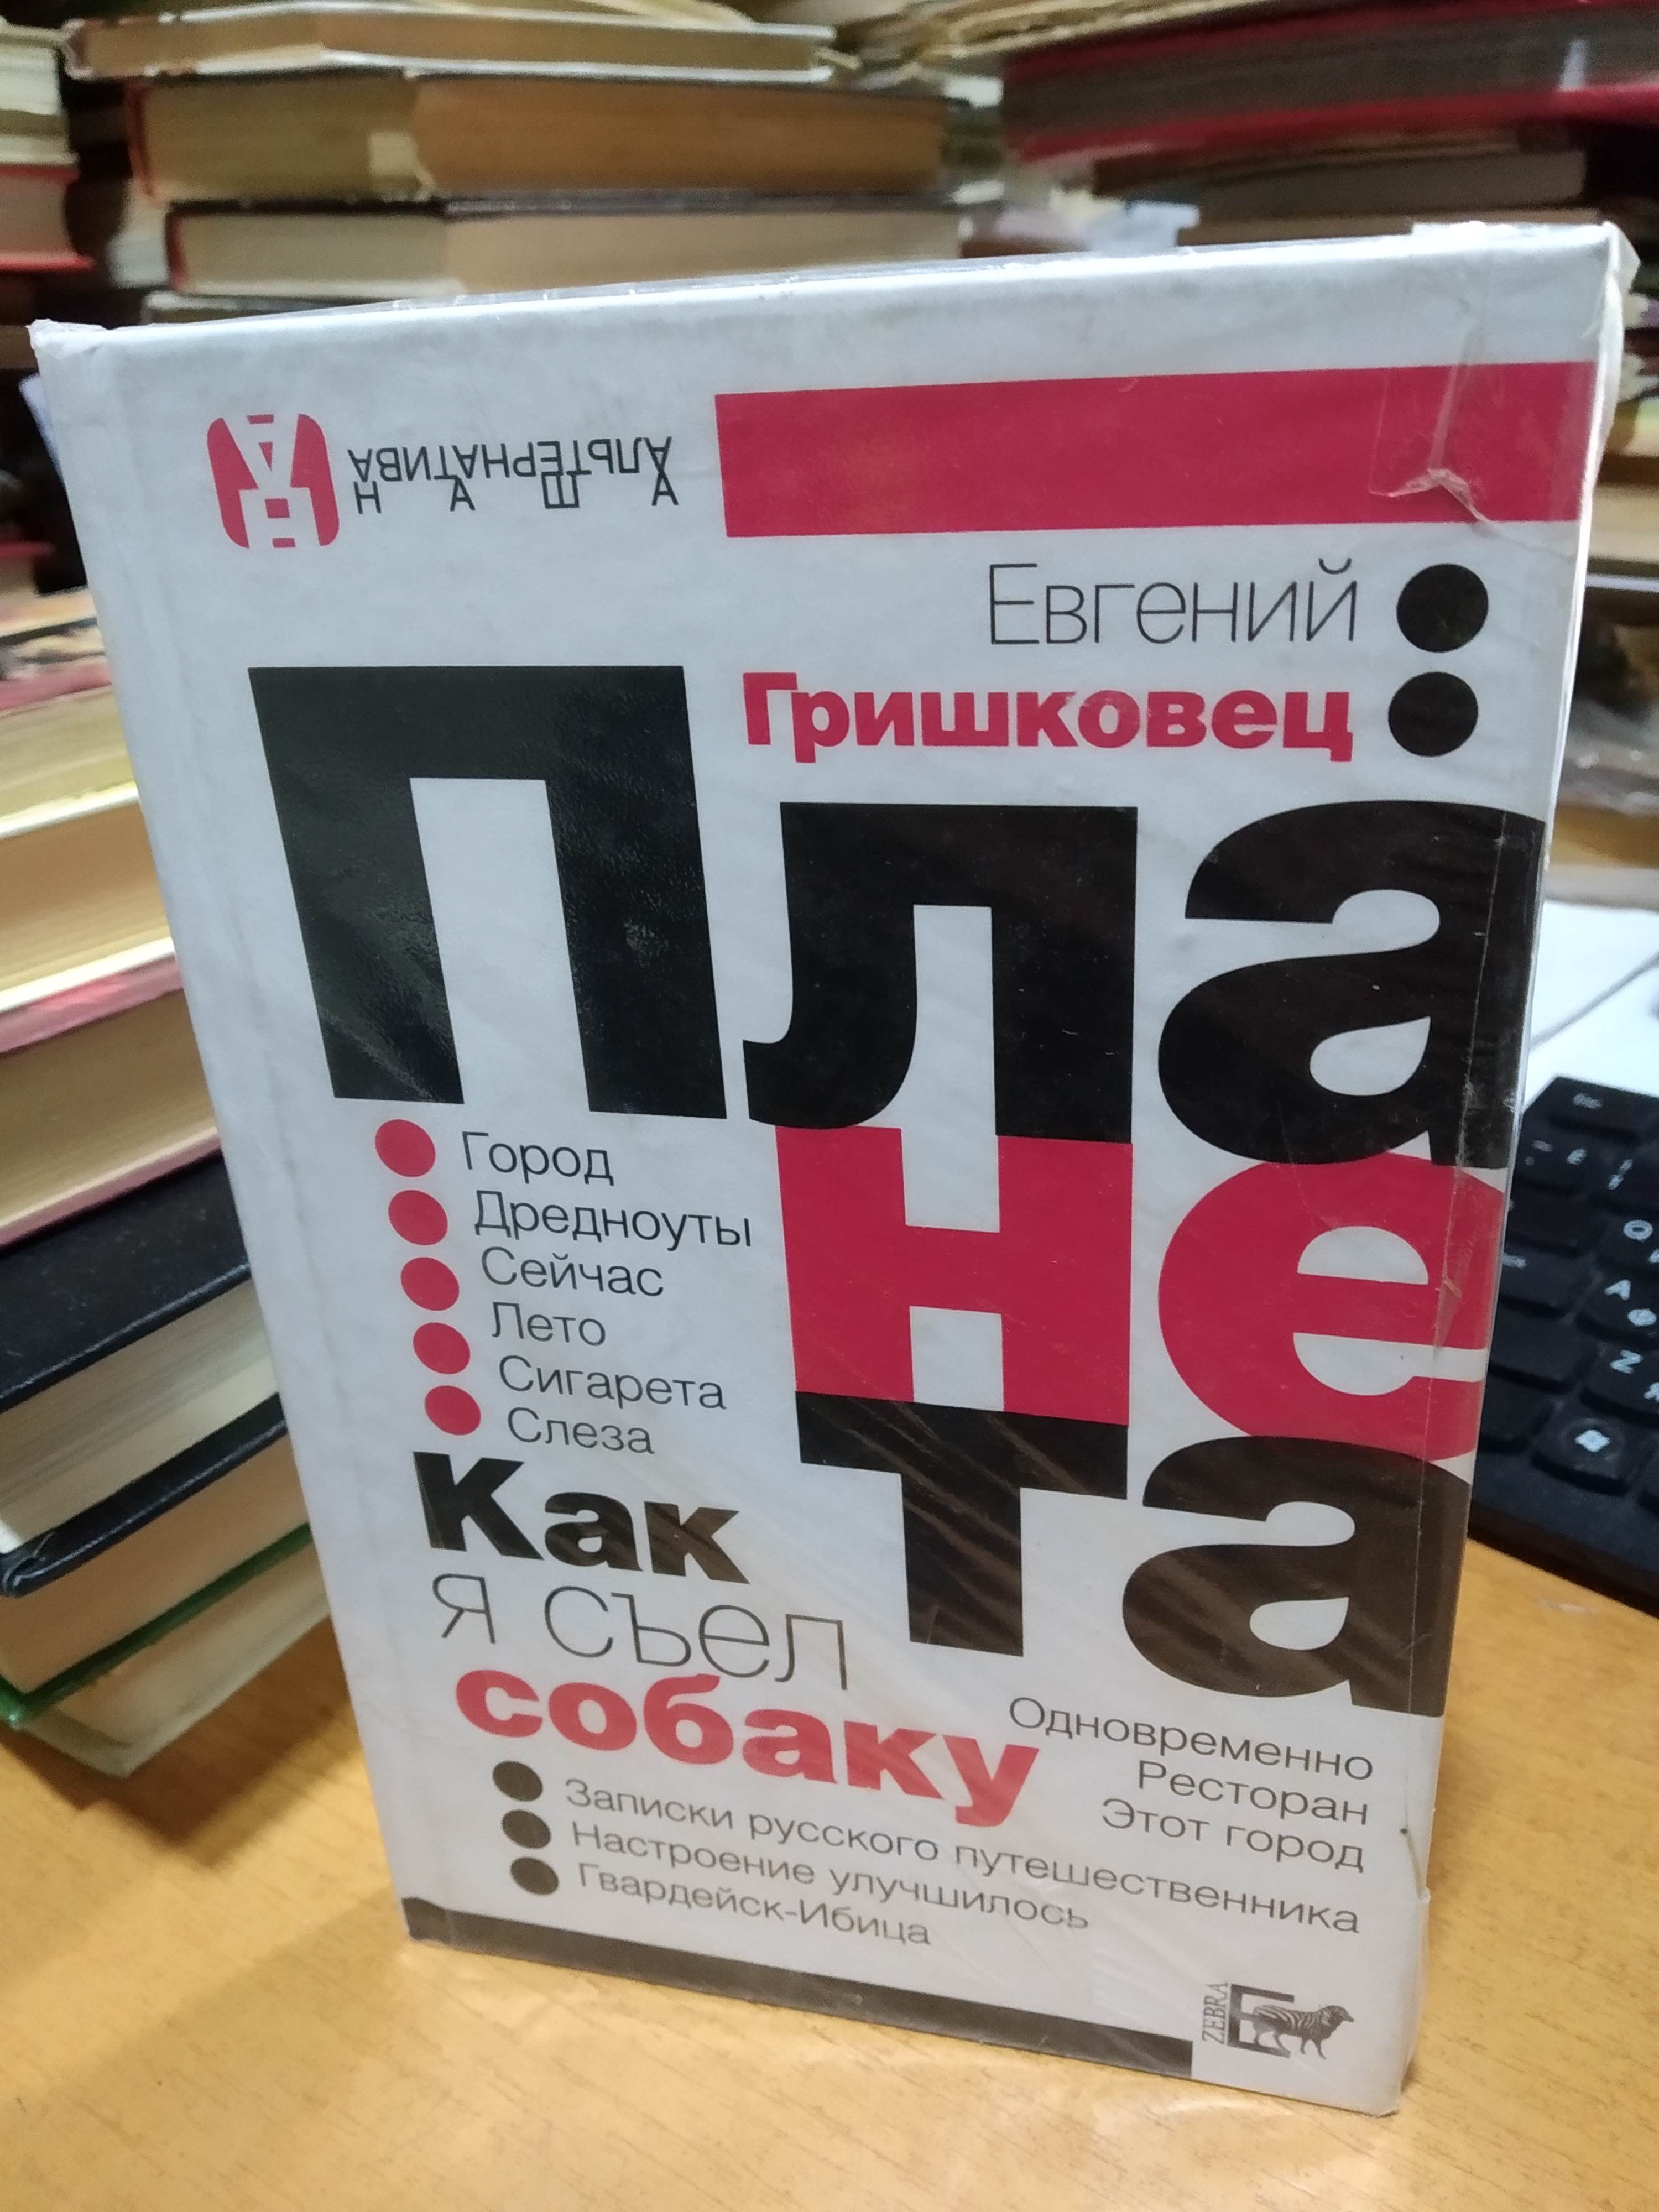 НАША
АЛЬТЕРНАТИВА
Евгений
Гришковец
Пла
не
та
Город
Дредноуты
Сейчас
Лето
Сигарета
Слеза
Как
я съел
собаку
Одновременно
Ресторан
Этот город
Записки русского путешественника
Настроение улучшилось
Гвардейск-Ибица
ZEBRA E